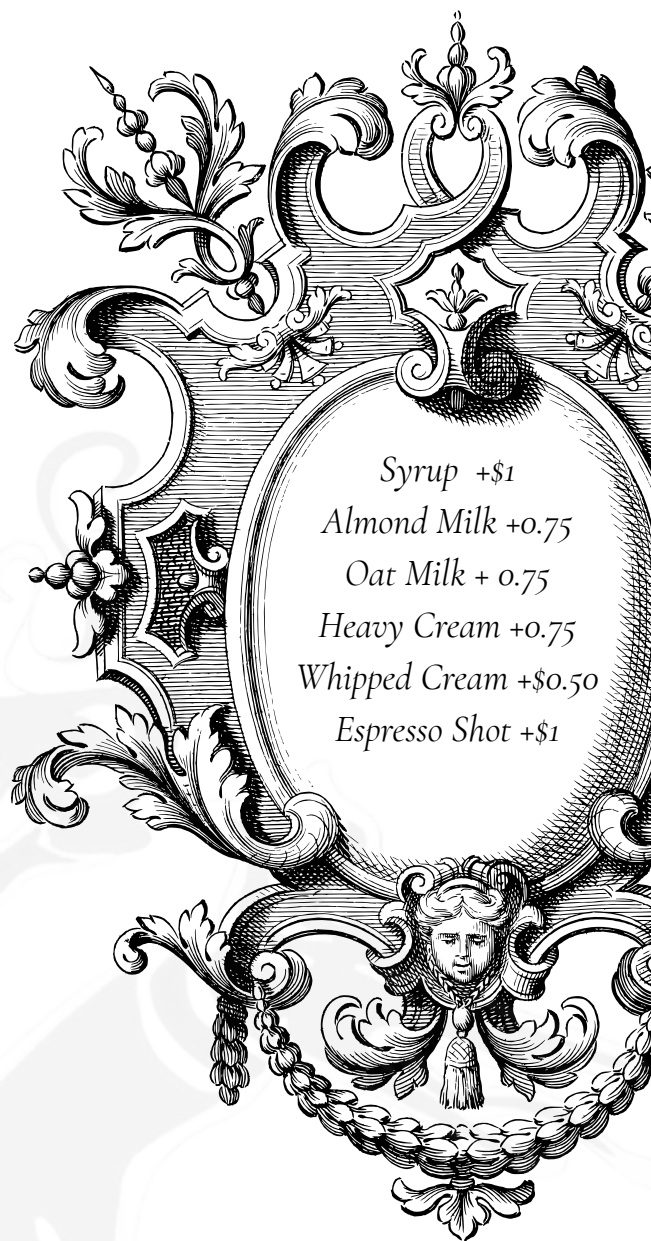 Syrup +$1
Almond Milk +0.75
Oat Milk + 0.75
Heavy Cream +0.75
Whipped Cream +$0.50
Espresso Shot +$1